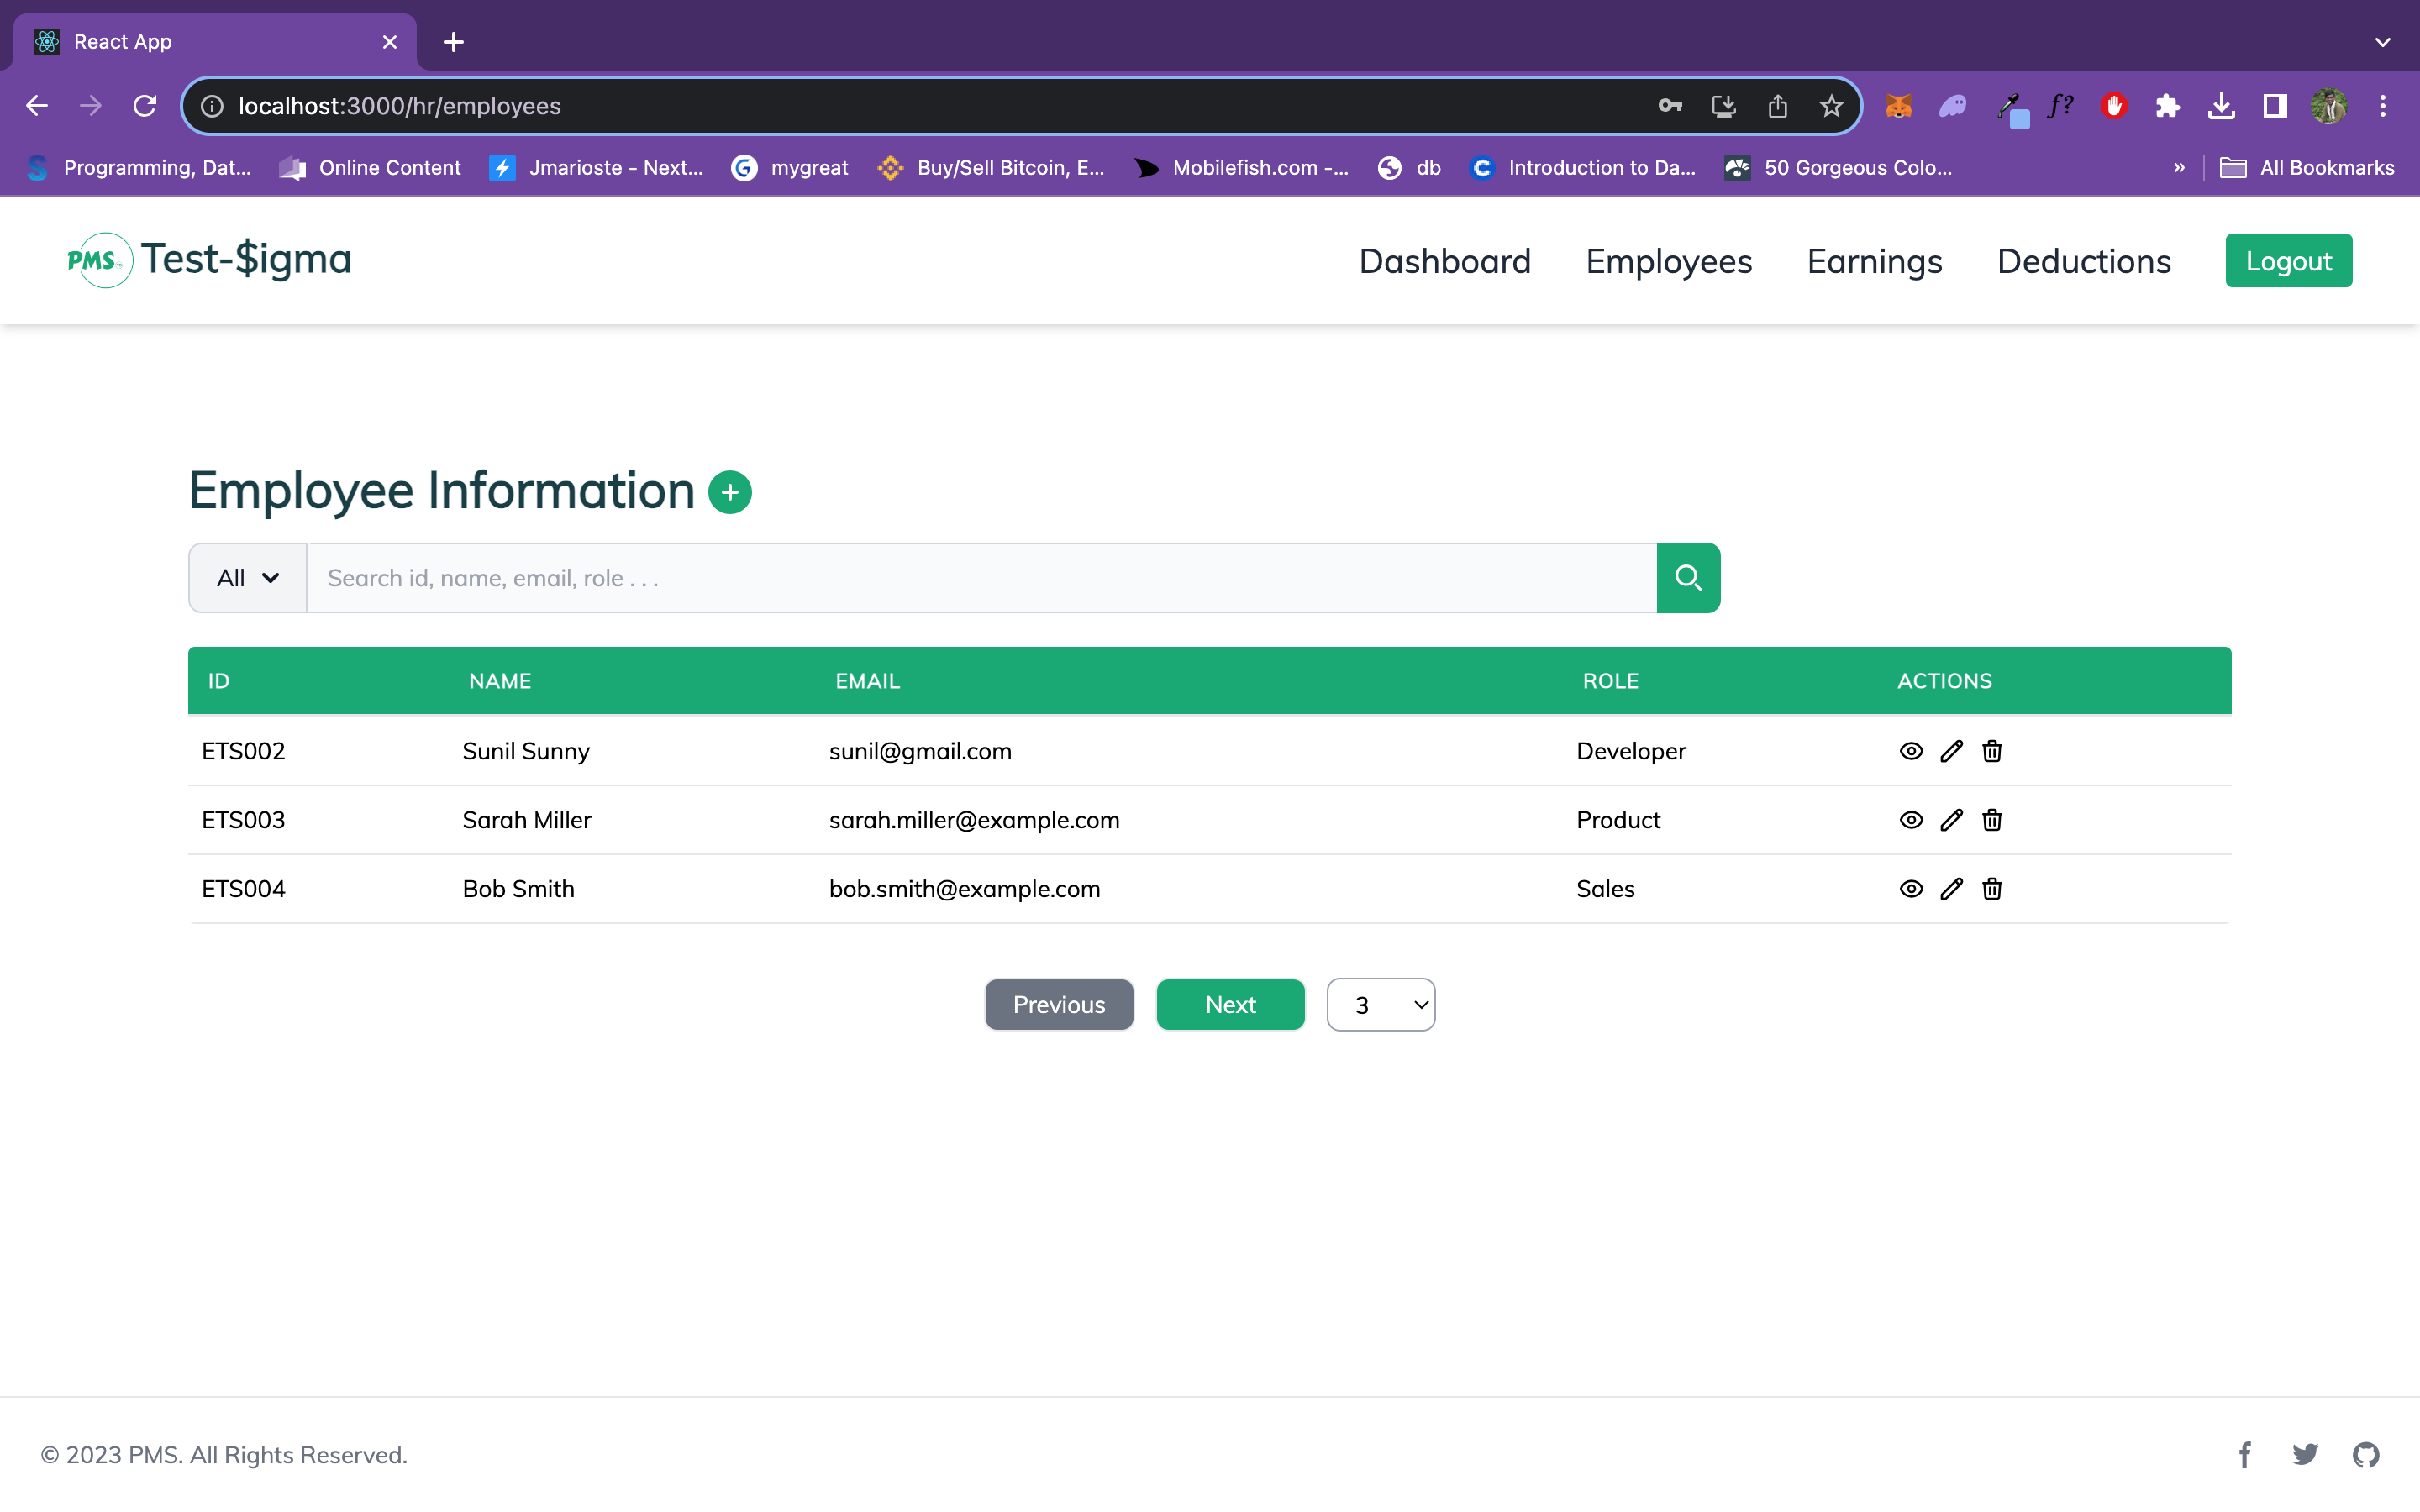 React App
localhost:3000/hr/employees
f?
Programming, Dat... Online Content Jmarioste - Next... mygreat Buy/Sell Bitcoin, E... Mobilefish.com -... db Introduction to Da... 50 Gorgeous Colo... » All Bookmarks
PMS Test-$igma Dashboard Employees Earnings Deductions Logout
Employee Information +
All Search id, name, email, role . . .
ID NAME EMAIL ROLE ACTIONS
ETS002 Sunil Sunny sunil@gmail.com Developer
ETS003 Sarah Miller sarah.miller@example.com Product
ETS004 Bob Smith bob.smith@example.com Sales
Previous Next 3
© 2023 PMS. All Rights Reserved.